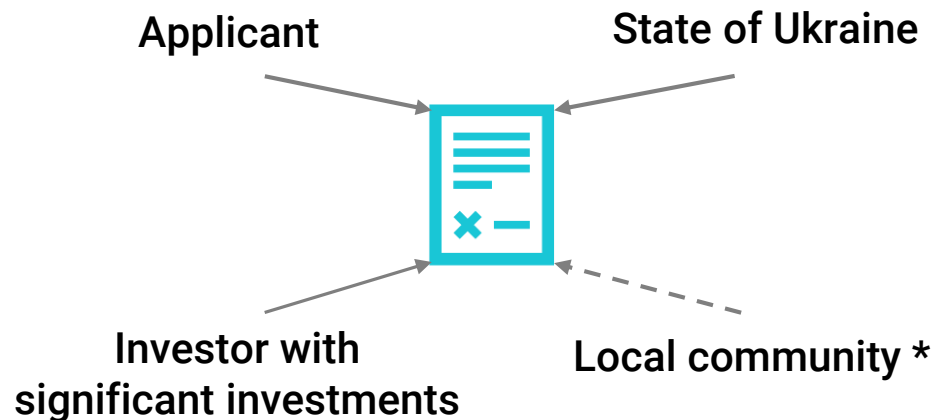 Applicant
State of Ukraine
Investor with
significant investments
Local community *